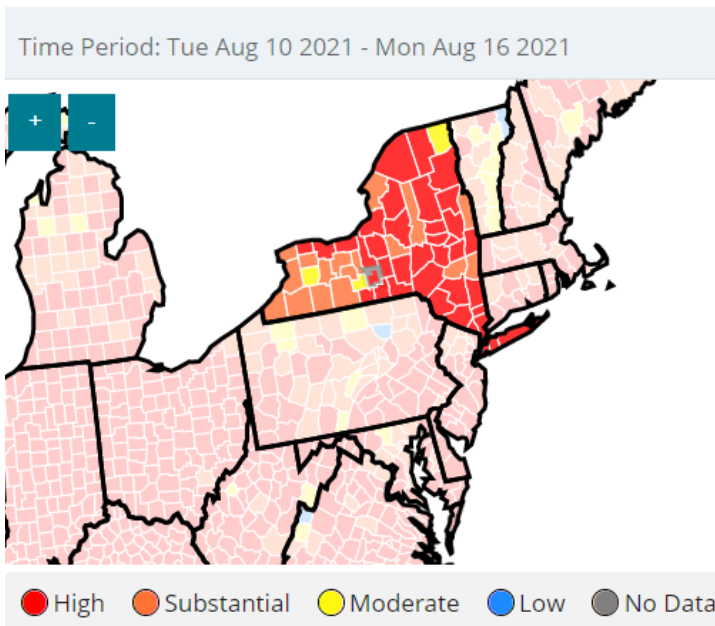 Time Period: Tue Aug 10 2021 - Mon Aug 16 2021
+ -
High Substantial Moderate Low No Data